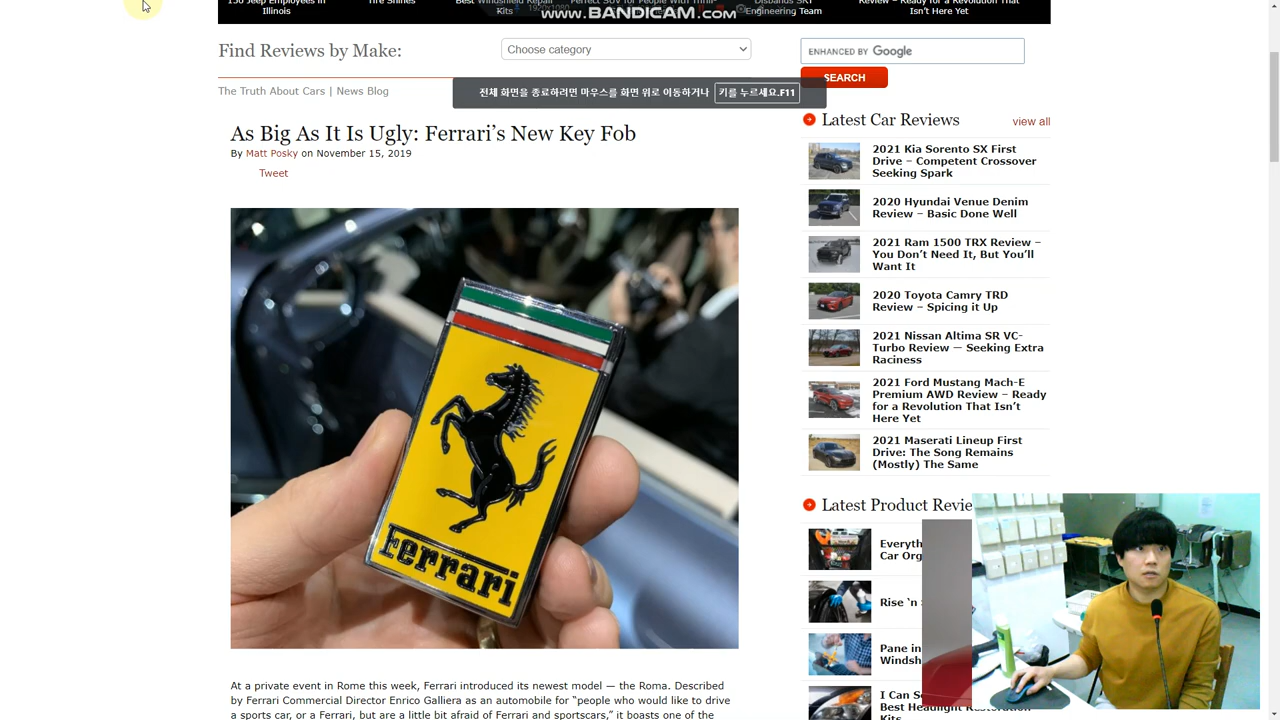 150 Jeep Employees in
Illinois
Tire Shines
Best Windshield Repair
Kits
Perfect SUV for People With Thrill-
Disbands SRT
Engineering Team
Review – Ready for a Revolution That
Isn't Here Yet
WWW.BANDICAM.COM
Find Reviews by Make:
Choose category
ENHANCED BY Google
SEARCH
The Truth About Cars | News Blog
전체 화면을 종료하려면 마우스를 화면 위로 이동하거나 키를 누르세요.F11
As Big As It Is Ugly: Ferrari's New Key Fob
By Matt Posky on November 15, 2019
Tweet
Ferrari
At a private event in Rome this week, Ferrari introduced its newest model — the Roma. Described
by Ferrari Commercial Director Enrico Galliera as an automobile for “people who would like to drive
a sports car, or a Ferrari, but are a little bit afraid of Ferrari and sportscars,” it boasts one of the
Latest Car Reviews
view all
2021 Kia Sorento SX First
Drive – Competent Crossover
Seeking Spark
2020 Hyundai Venue Denim
Review – Basic Done Well
2021 Ram 1500 TRX Review –
You Don't Need It, But You'll
Want It
2020 Toyota Camry TRD
Review – Spicing it Up
2021 Nissan Altima SR VC-
Turbo Review — Seeking Extra
Raciness
2021 Ford Mustang Mach-E
Premium AWD Review – Ready
for a Revolution That Isn't
Here Yet
2021 Maserati Lineup First
Drive: The Song Remains
(Mostly) The Same
Latest Product Revie
Everyth
Car Org
Rise 'n
Pane in
Windsh
I Can S
Best Headlight Restoration
Kits